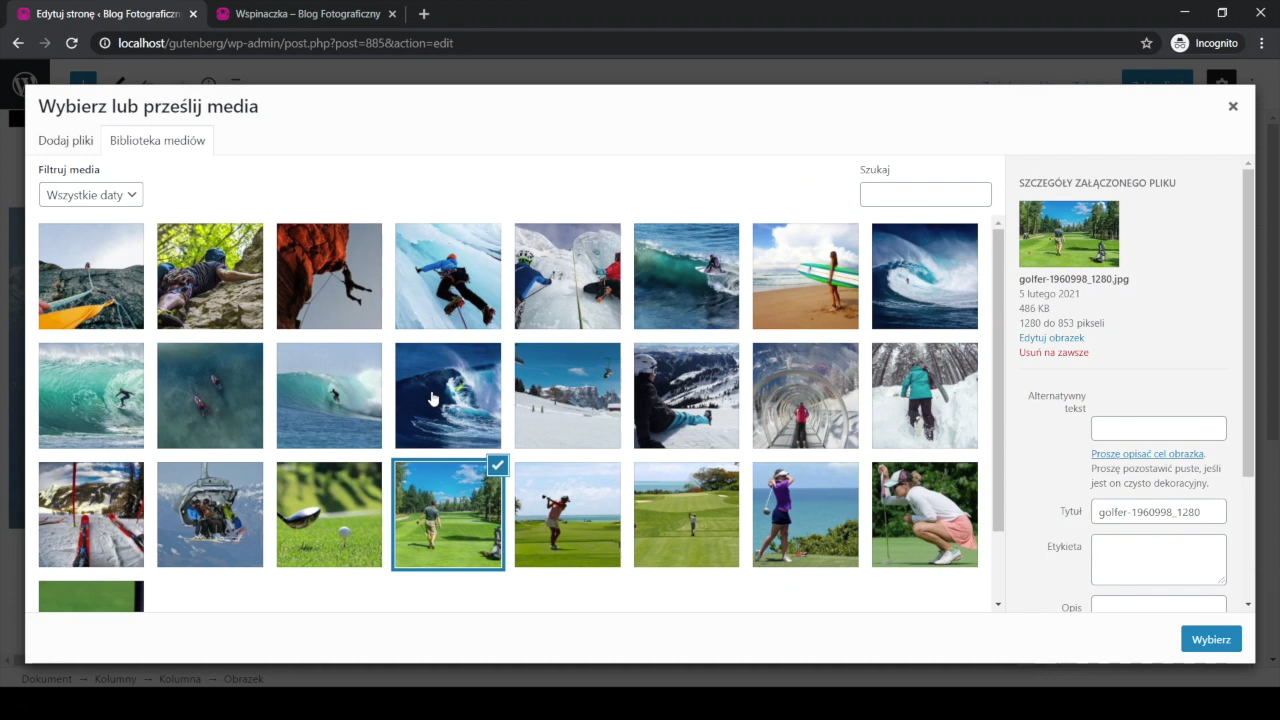 Edytuj stronę ‹ Blog Fotograficzny
Wspinaczka – Blog Fotograficzny
localhost/gutenberg/wp-admin/post.php?post=885&action=edit
Incognito
Wybierz lub prześlij media
Dodaj pliki
Biblioteka mediów
Filtruj media
Wszystkie daty
Szukaj
SZCZEGÓŁY ZAŁĄCZONEGO PLIKU
golfer-1960998_1280.jpg
5 lutego 2021
486 KB
1280 do 853 pikseli
Edytuj obrazek
Usuń na zawsze
Alternatywny
tekst
Proszę opisać cel obrazka.
Proszę pozostawić puste, jeśli
jest on czysto dekoracyjny.
Tytuł
golfer-1960998_1280
Etykieta
Opis
Wybierz
Dokument → Kolumny → Kolumna → Obrazek